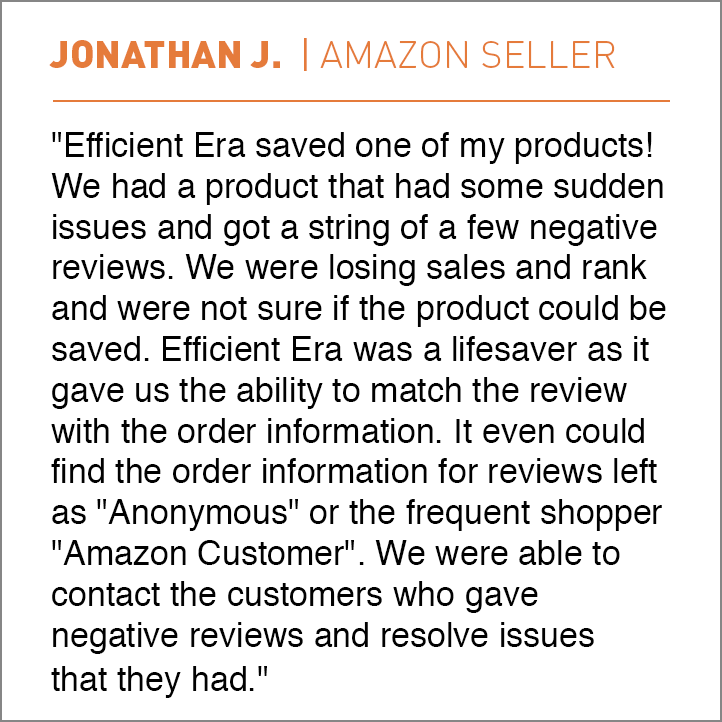 JONATHAN J. | AMAZON SELLER
"Efficient Era saved one of my products!
We had a product that had some sudden
issues and got a string of a few negative
reviews. We were losing sales and rank
and were not sure if the product could be
saved. Efficient Era was a lifesaver as it
gave us the ability to match the review
with the order information. It even could
find the order information for reviews left
as "Anonymous" or the frequent shopper
"Amazon Customer". We were able to
contact the customers who gave
negative reviews and resolve issues
that they had."